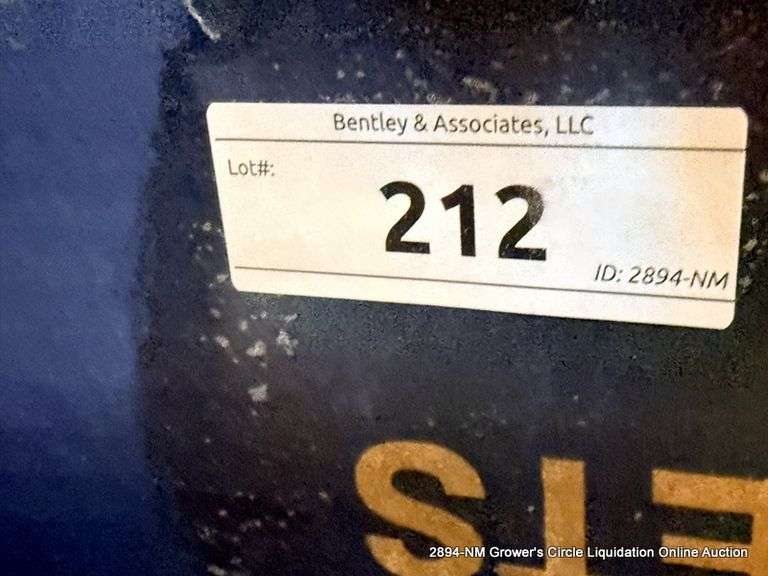 Bentley & Associates, LLC
Lot#:
212
ID: 2894-NM
2894-NM Grower's Circle Liquidation Online Auction